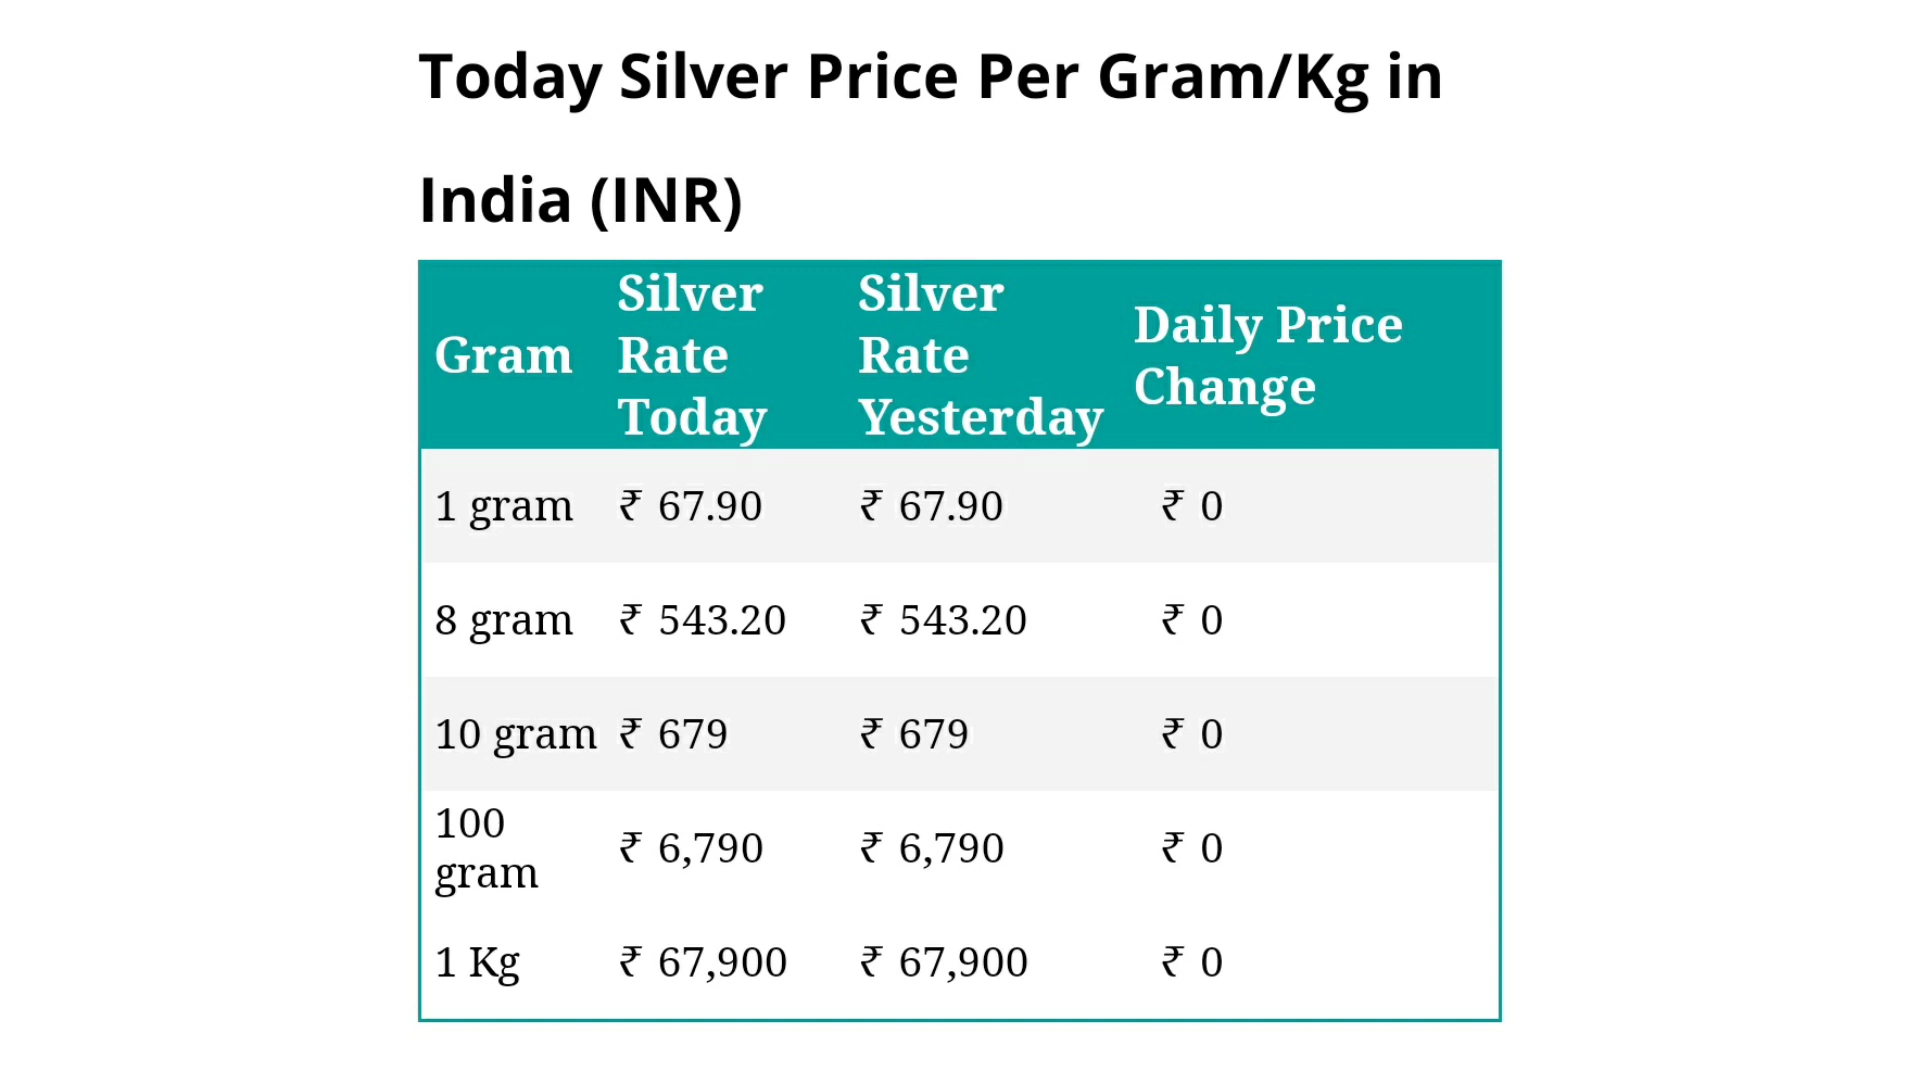 Today Silver Price Per Gram/Kg in
India (INR)
Gram
Silver
Rate
Today
Silver
Rate
Yesterday
Daily Price
Change
1 gram ₹ 67.90 ₹ 67.90 ₹ 0
8 gram ₹ 543.20 ₹ 543.20 ₹ 0
10 gram ₹ 679 ₹ 679 ₹ 0
100
gram
₹ 6,790 ₹ 6,790 ₹ 0
1 Kg ₹ 67,900 ₹ 67,900 ₹ 0